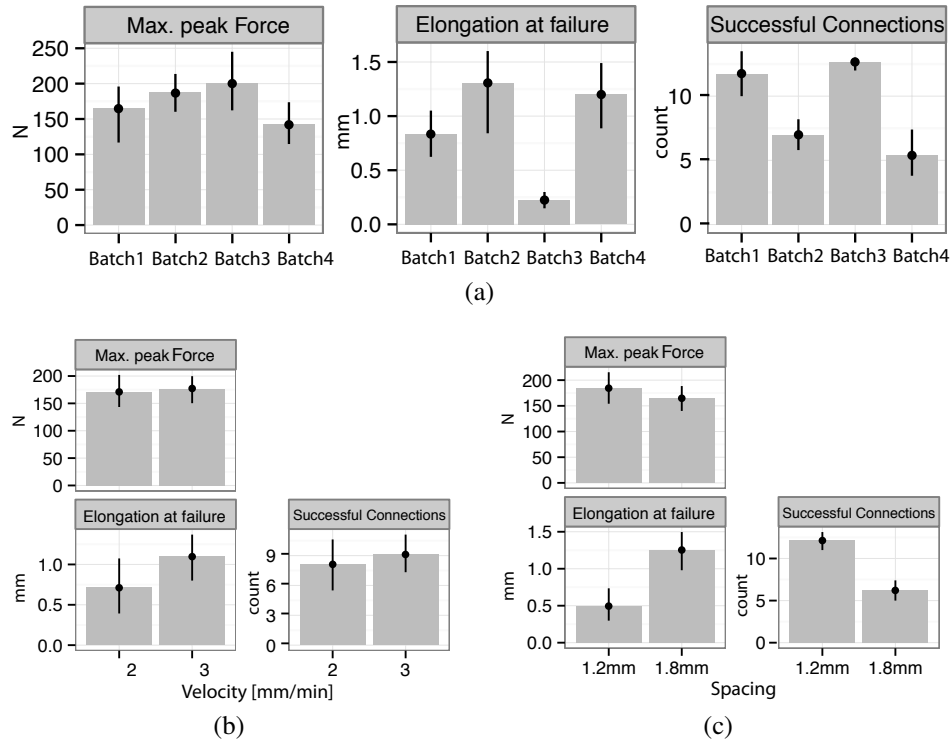 Max. peak Force
Elongation at failure
Successful Connections
250
200
150
100
50
0
N
Batch1 Batch2 Batch3 Batch4
1.5
1.0
0.5
0.0
mm
Batch1 Batch2 Batch3 Batch4
10
5
0
count
Batch1 Batch2 Batch3 Batch4
(a)
Max. peak Force
200
150
100
50
0
N
Elongation at failure
1.0
0.5
0.0
mm
2 3
Successful Connections
9
6
3
0
count
2 3
Velocity [mm/min]
(b)
Max. peak Force
200
150
100
50
0
N
Elongation at failure
1.5
1.0
0.5
0.0
mm
1.2mm 1.8mm
Successful Connections
10
5
0
count
1.2mm 1.8mm
Spacing
(c)